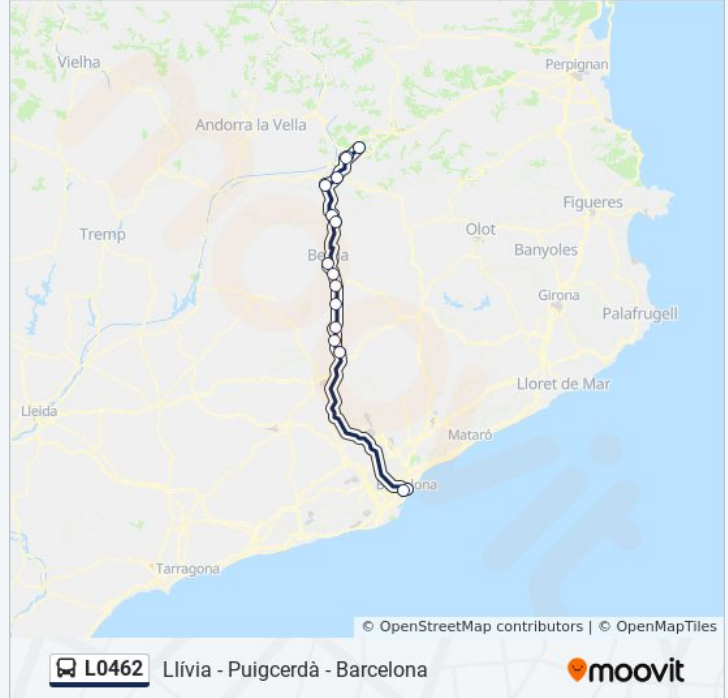 Vielha
Perpignan
Andorra la Vella
Figueres
Tremp
Olot
Banyoles
Girona
Palafrugell
Lloret de Mar
Lleida
Mataró
Tarragona
© OpenStreetMap contributors | © OpenMapTiles
L0462 Llívia - Puigcerdà - Barcelona
moovit